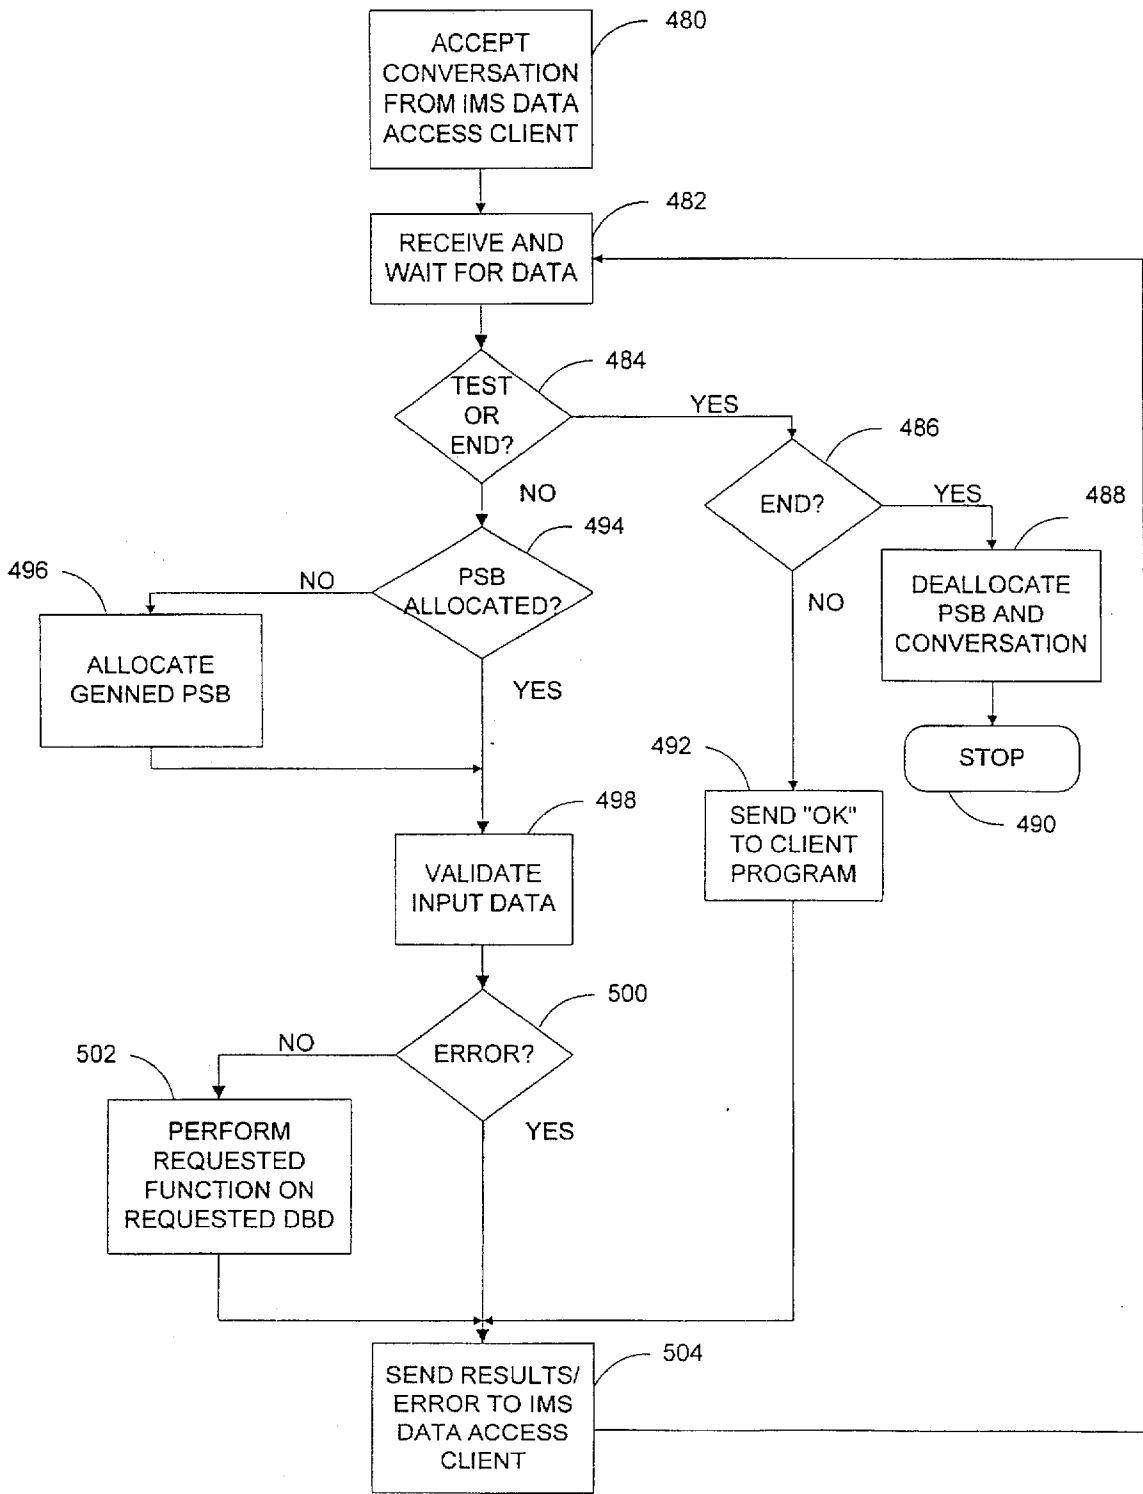 480
ACCEPT
CONVERSATION
FROM IMS DATA
ACCESS CLIENT
482
RECEIVE AND
WAIT FOR DATA
484
TEST
OR
END?
YES
486
END?
YES
488
DEALLOCATE
PSB AND
CONVERSATION
NO
494
PSB
ALLOCATED?
NO
496
ALLOCATE
GENNED PSB
YES
NO
STOP
490
492
SEND "OK"
TO CLIENT
PROGRAM
498
VALIDATE
INPUT DATA
500
ERROR?
NO
502
PERFORM
REQUESTED
FUNCTION ON
REQUESTED DBD
YES
504
SEND RESULTS/
ERROR TO IMS
DATA ACCESS
CLIENT